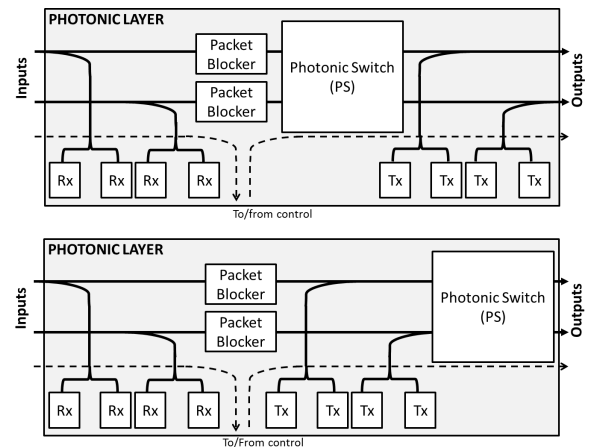 PHOTONIC LAYER
Inputs
Packet
Blocker
Packet
Blocker
Photonic Switch
(PS)
Outputs
Rx
Rx
Rx
Rx
Tx
Tx
Tx
Tx
To/from control
PHOTONIC LAYER
Inputs
Packet
Blocker
Packet
Blocker
Photonic Switch
(PS)
Outputs
Rx
Rx
Rx
Rx
Tx
Tx
Tx
Tx
To/From control